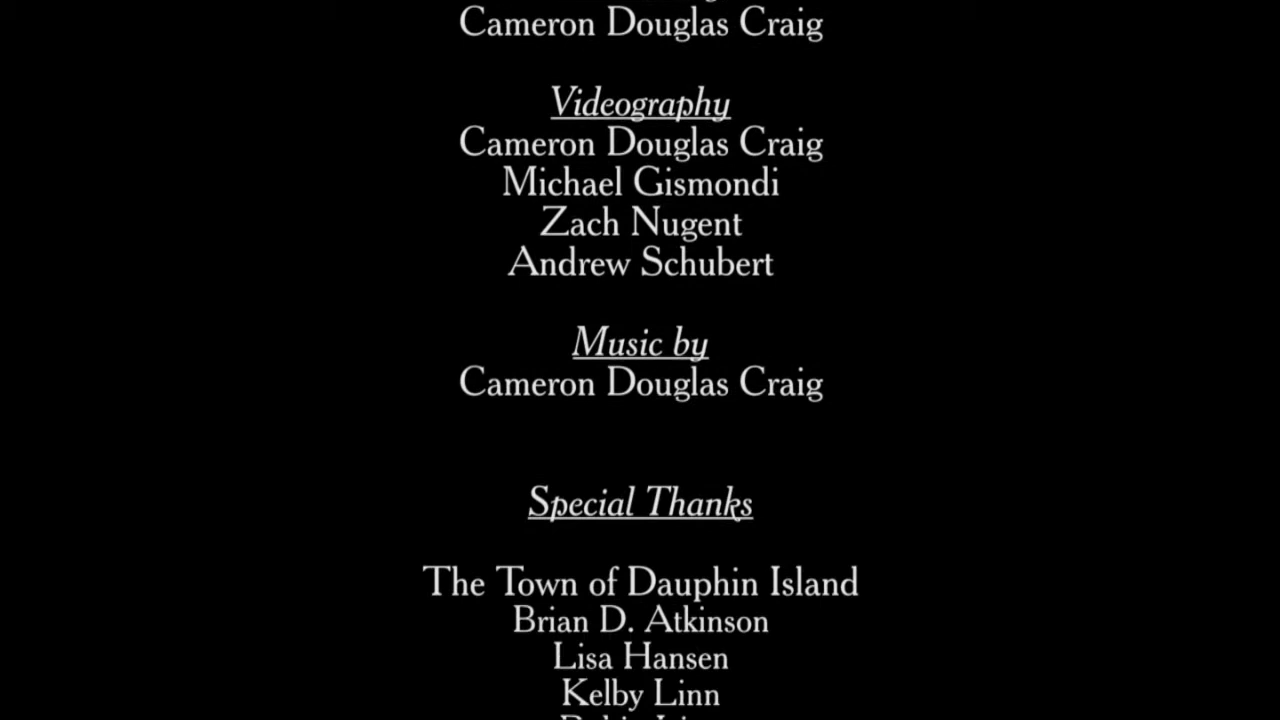 Cameron Douglas Craig
Videography
Cameron Douglas Craig
Michael Gismondi
Zach Nugent
Andrew Schubert
Music by
Cameron Douglas Craig
Special Thanks
The Town of Dauphin Island
Brian D. Atkinson
Lisa Hansen
Kelby Linn